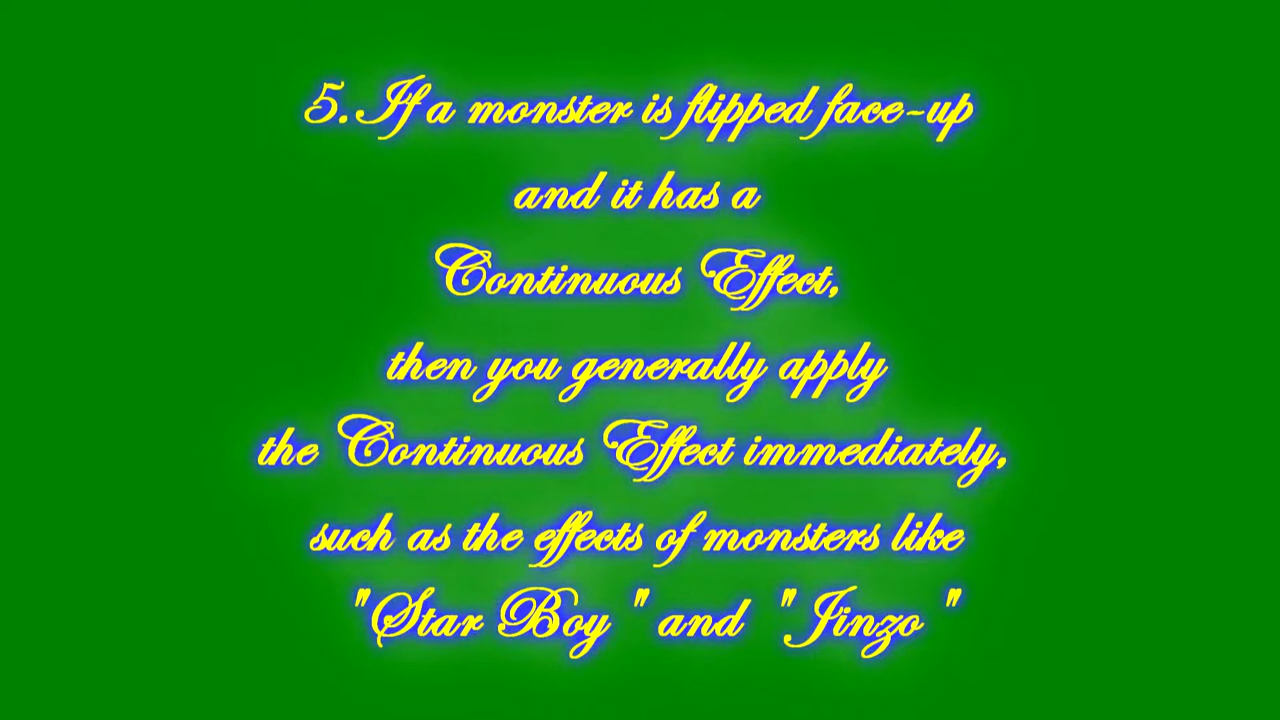 5. If a monster is flipped face-up
and it has a
Continuous Effect,
then you generally apply
the Continuous Effect immediately,
such as the effects of monsters like
"Star Boy " and "Jinzo "